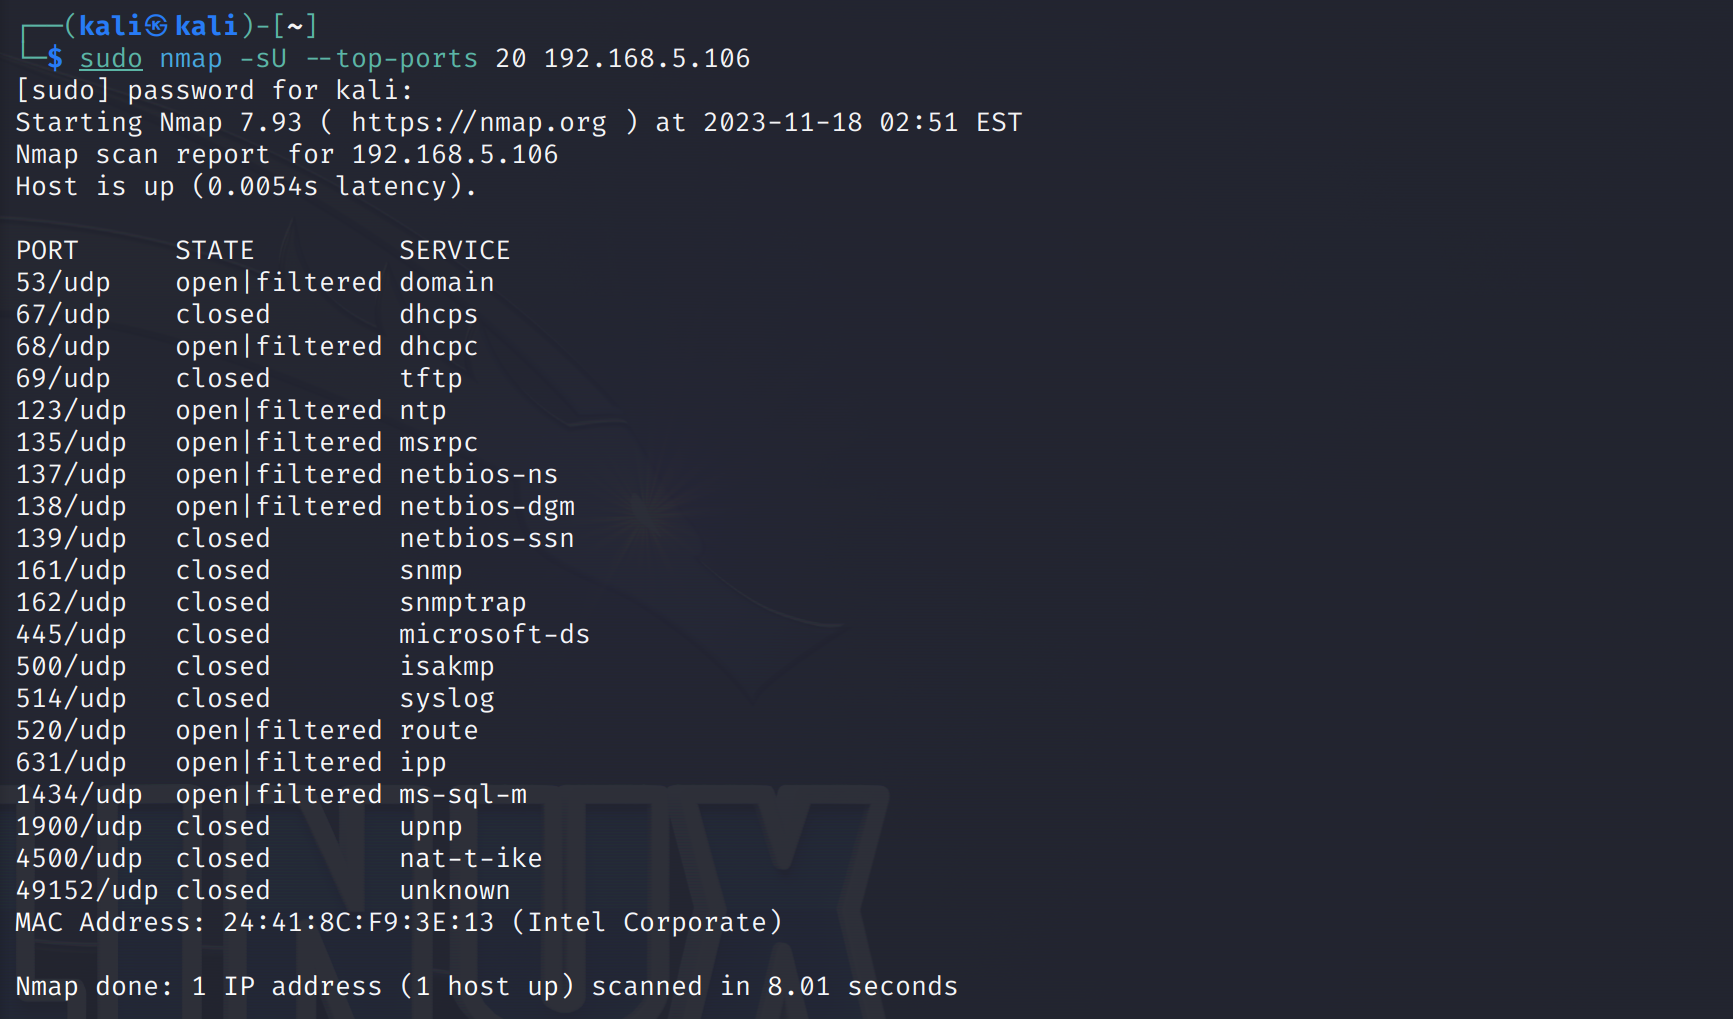 ┌──(kali㉿kali)-[~]
└─$ sudo nmap -sU --top-ports 20 192.168.5.106
[sudo] password for kali:
Starting Nmap 7.93 ( https://nmap.org ) at 2023-11-18 02:51 EST
Nmap scan report for 192.168.5.106
Host is up (0.0054s latency).

PORT      STATE         SERVICE
53/udp    open|filtered domain
67/udp    closed        dhcps
68/udp    open|filtered dhcpc
69/udp    closed        tftp
123/udp   open|filtered ntp
135/udp   open|filtered msrpc
137/udp   open|filtered netbios-ns
138/udp   open|filtered netbios-dgm
139/udp   closed        netbios-ssn
161/udp   closed        snmp
162/udp   closed        snmptrap
445/udp   closed        microsoft-ds
500/udp   closed        isakmp
514/udp   closed        syslog
520/udp   open|filtered route
631/udp   open|filtered ipp
1434/udp  open|filtered ms-sql-m
1900/udp  closed        upnp
4500/udp  closed        nat-t-ike
49152/udp closed        unknown
MAC Address: 24:41:8C:F9:3E:13 (Intel Corporate)

Nmap done: 1 IP address (1 host up) scanned in 8.01 seconds